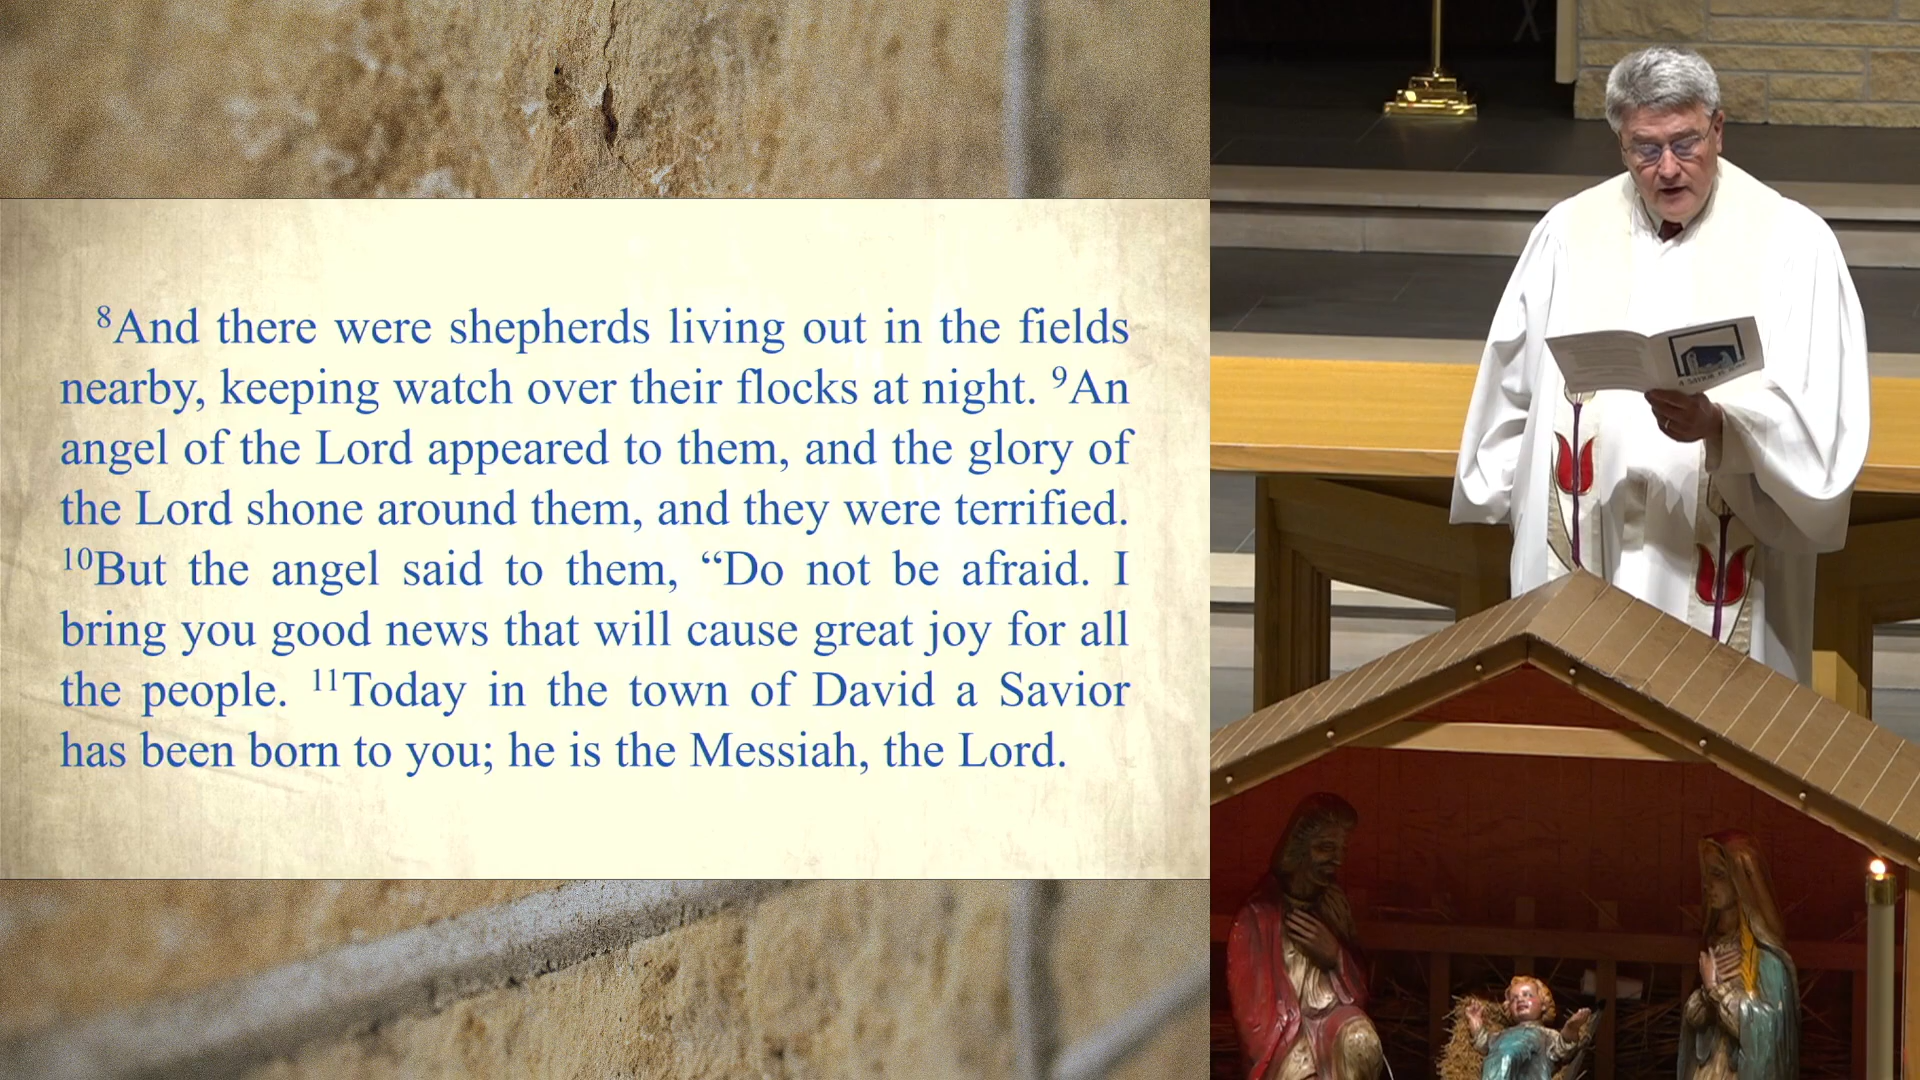 ⁸And there were shepherds living out in the fields
nearby, keeping watch over their flocks at night. ⁹An
angel of the Lord appeared to them, and the glory of
the Lord shone around them, and they were terrified.
¹⁰But the angel said to them, “Do not be afraid. I
bring you good news that will cause great joy for all
the people. ¹¹Today in the town of David a Savior
has been born to you; he is the Messiah, the Lord.